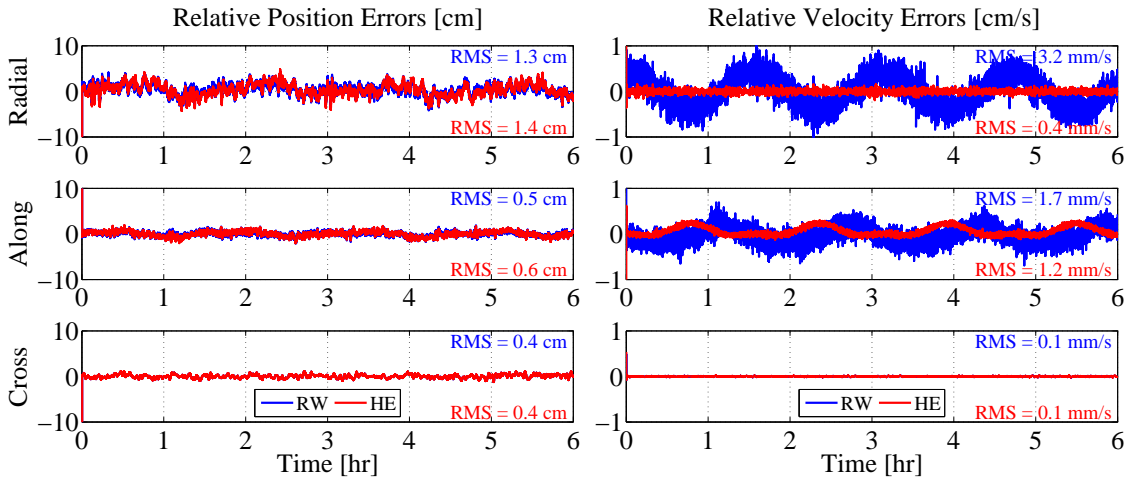 Relative Position Errors [cm]
Relative Velocity Errors [cm/s]
Radial
10
0
−10
RMS = 1.3 cm
RMS = 1.4 cm
0 1 2 3 4 5 6
1
0
−1
RMS = 3.2 mm/s
RMS = 0.4 mm/s
0 1 2 3 4 5 6
Along
10
0
−10
RMS = 0.5 cm
RMS = 0.6 cm
0 1 2 3 4 5 6
1
0
−1
RMS = 1.7 mm/s
RMS = 1.2 mm/s
0 1 2 3 4 5 6
Cross
10
0
−10
RMS = 0.4 cm
RW HE
RMS = 0.4 cm
0 1 2 3 4 5 6
Time [hr]
1
0
−1
RMS = 0.1 mm/s
RW HE
RMS = 0.1 mm/s
0 1 2 3 4 5 6
Time [hr]